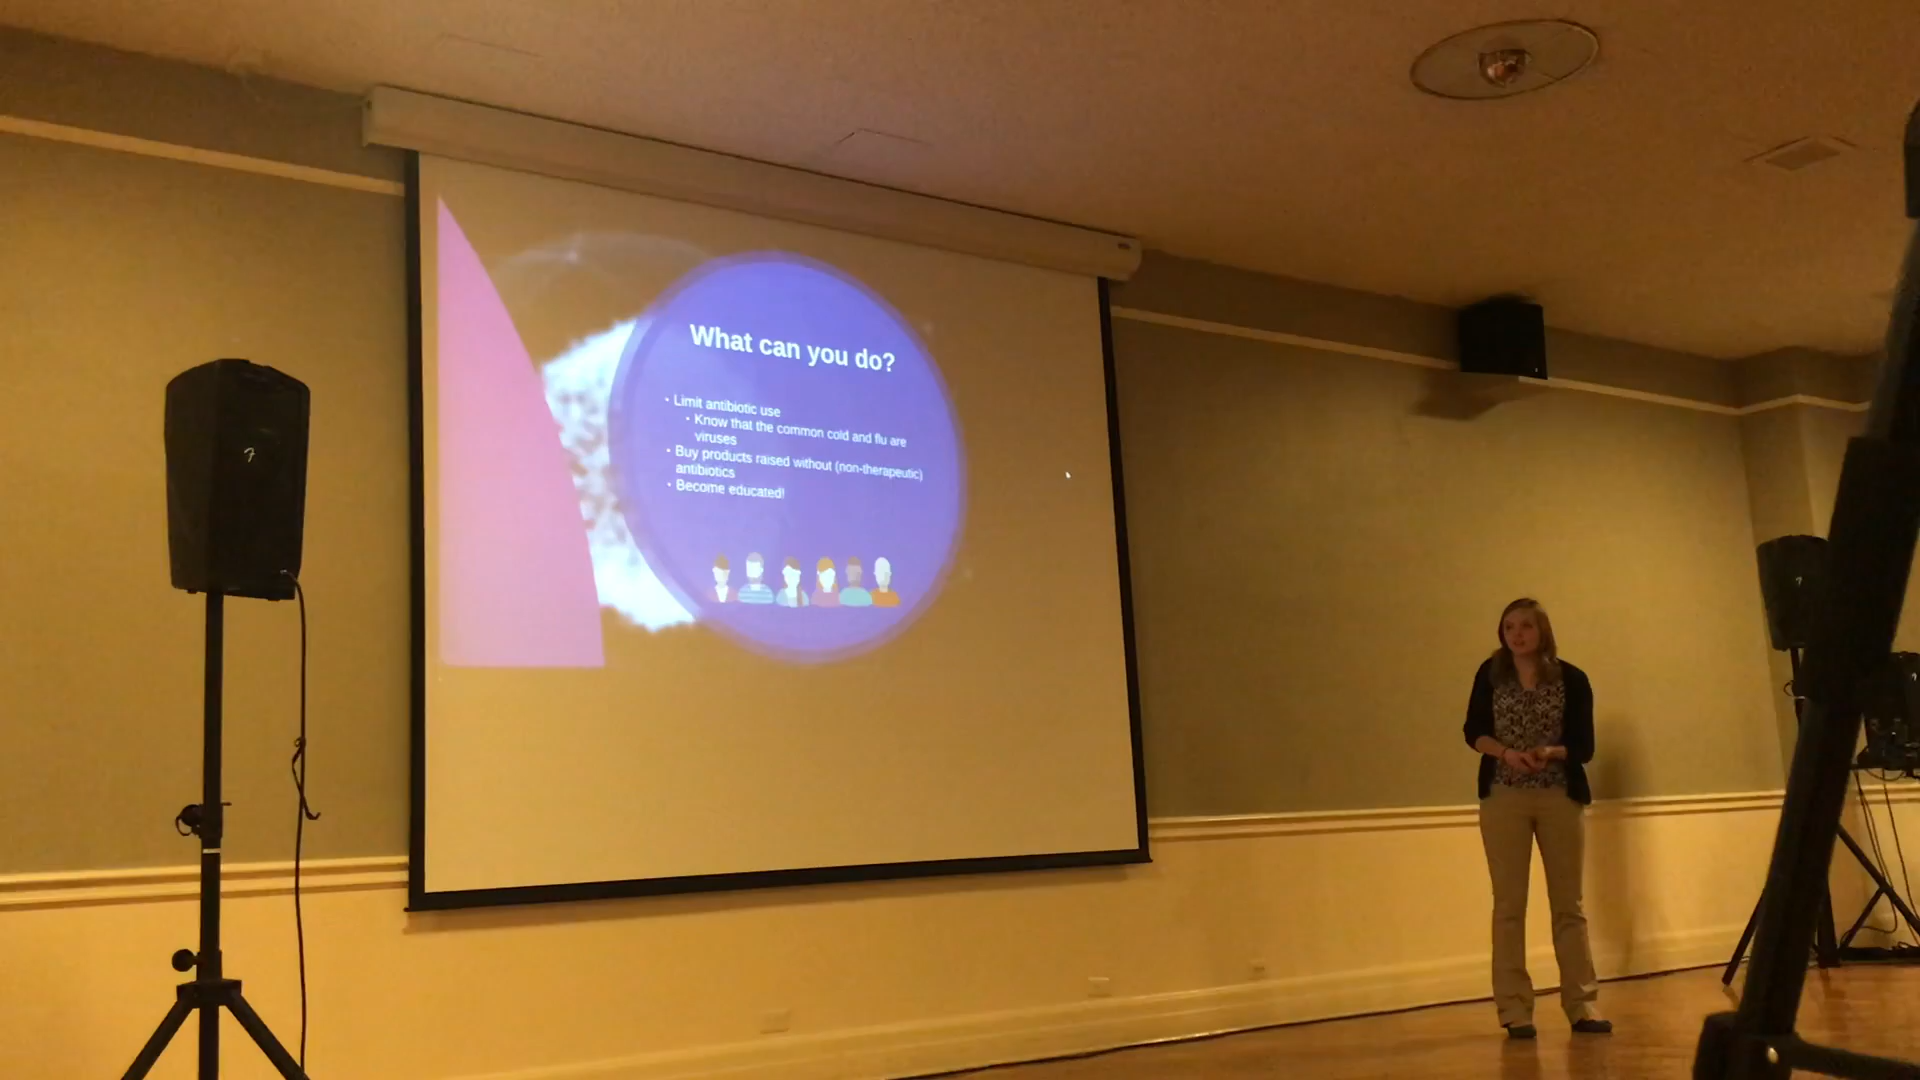 What can you do?
• Limit antibiotic use
• Know that the common cold and flu are
viruses
• Buy products raised without (non-therapeutic)
antibiotics
• Become educated!